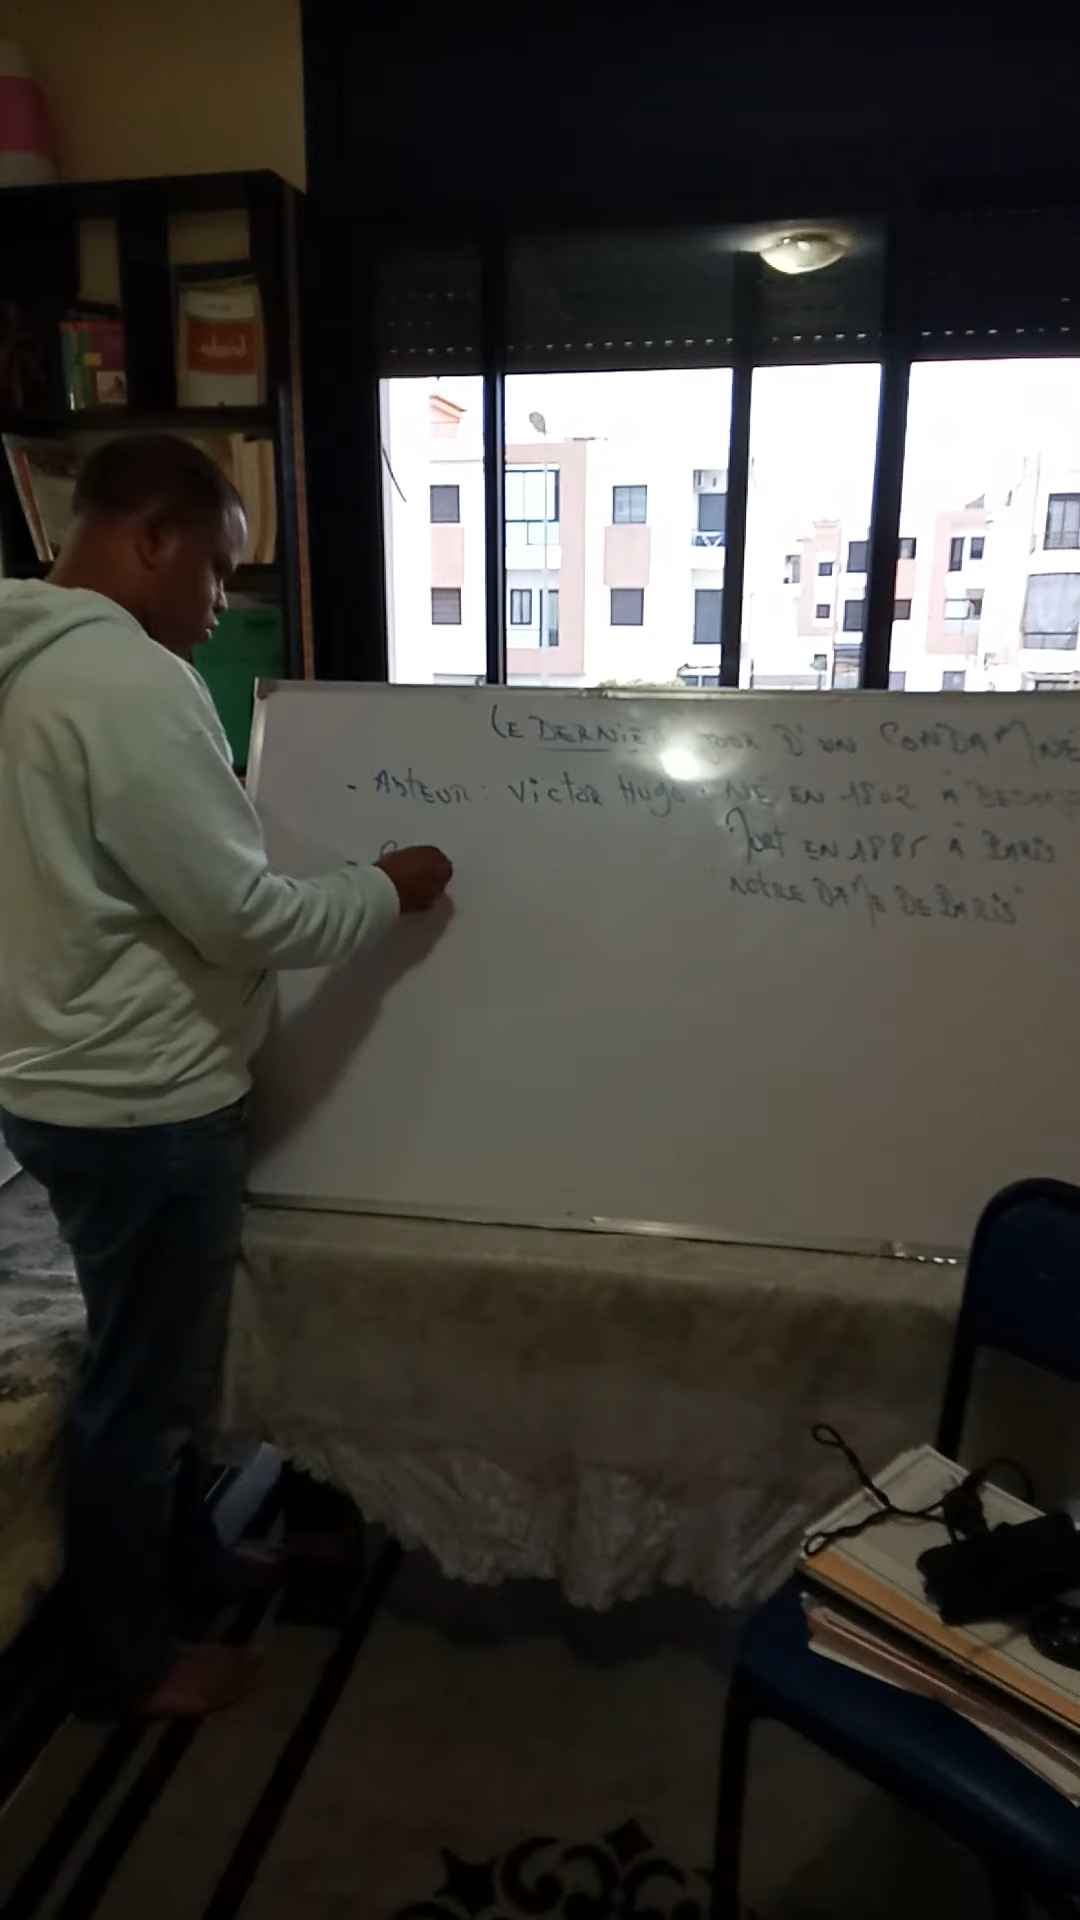 LE DERNIER JOUR D'UN CONDAMNÉ
- AUTEUR : Victor Hugo . NÉ EN 1802 À BESANÇ
Mort EN 1885 À PARIS
"NOTRE DAME DE PARIS"
-